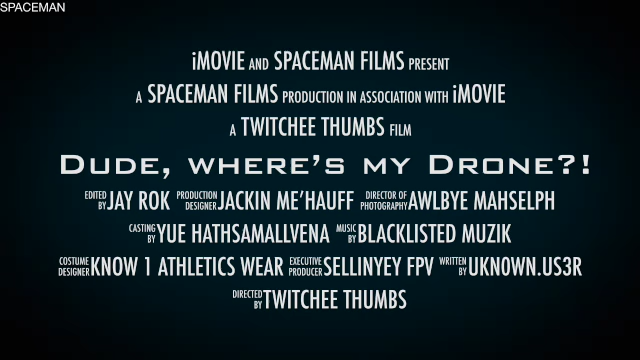 SPACEMAN
iMOVIE AND SPACEMAN FILMS PRESENT
A SPACEMAN FILMS PRODUCTION IN ASSOCIATION WITH iMOVIE
A TWITCHEE THUMBS FILM
DUDE, WHERE'S MY DRONE?!
EDITED BY JAY ROK PRODUCTION DESIGNER JACKIN ME'HAUFF DIRECTOR OF PHOTOGRAPHY AWLBYE MAHSELPH
CASTING BY YUE HATHSAMALLVENA MUSIC BY BLACKLISTED MUZIK
COSTUME DESIGNER KNOW 1 ATHLETICS WEAR EXECUTIVE PRODUCER SELLINYEY FPV WRITTEN BY UKNOWN.US3R
DIRECTED BY TWITCHEE THUMBS